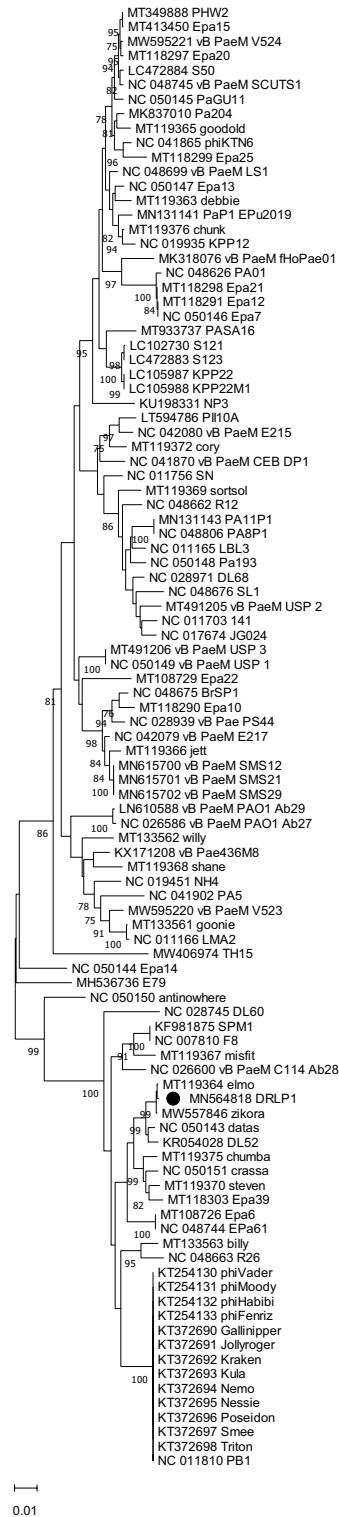 MT349888 PHW2
95
MT413450 Epa15
75
MW595221 vB PaeM V524
95
MT118297 Epa20
94
LC472884 S50
NC 048745 vB PaeM SCUTS1
82
NC 050145 PaGU11
MK837010 Pa204
78
MT119365 goodold
81
NC 041865 phiKTN6
MT118299 Epa25
96
NC 048699 vB PaeM LS1
NC 050147 Epa13
MT119363 debbie
MN131141 PaP1 EPu2019
MT119376 chunk
82
NC 019935 KPP12
94
MK318076 vB PaeM fHoPae01
NC 048626 PA01
97
MT118298 Epa21
100
MT118291 Epa12
84
NC 050146 Epa7
MT933737 PASA16
LC102730 S121
95
LC472883 S123
98
LC105987 KPP22
100
LC105988 KPP22M1
99
KU198331 NP3
LT594786 PII10A
NC 042080 vB PaeM E215
97
MT119372 cory
75
NC 041870 vB PaeM CEB DP1
NC 011756 SN
MT119369 sortsol
NC 048662 R12
MN131143 PA11P1
86
NC 048806 PA8P1
100
NC 011165 LBL3
NC 050148 Pa193
NC 028971 DL68
NC 048676 SL1
MT491205 vB PaeM USP 2
NC 011703 141
NC 017674 JG024
MT491206 vB PaeM USP 3
NC 050149 vB PaeM USP 1
100
MT108729 Epa22
NC 048675 BrSP1
81
MT118290 Epa10
76
NC 028939 vB Pae PS44
94
NC 042079 vB PaeM E217
98
MT119366 jett
84
MN615700 vB PaeM SMS12
84
MN615701 vB PaeM SMS21
100
MN615702 vB PaeM SMS29
LN610588 vB PaeM PAO1 Ab29
NC 026586 vB PaeM PAO1 Ab27
86
100
MT133562 willy
KX171208 vB Pae436M8
MT119368 shane
NC 019451 NH4
NC 041902 PA5
78
MW595220 vB PaeM V523
75
MT133561 goonie
91
NC 011166 LMA2
100
MW406974 TH15
NC 050144 Epa14
MH536736 E79
NC 050150 antinowhere
NC 028745 DL60
KF981875 SPM1
NC 007810 F8
100
99
MT119367 misfit
91
NC 026600 vB PaeM C114 Ab28
MT119364 elmo
100
MN564818 DRLP1
MW557846 zikora
99
NC 050143 datas
99
KR054028 DL52
MT119375 chumba
NC 050151 crassa
99
MT119370 steven
MT118303 Epa39
82
MT108726 Epa6
NC 048744 EPa61
100
MT133563 billy
NC 048663 R26
95
KT254130 phiVader
KT254131 phiMoody
KT254132 phiHabibi
KT254133 phiFenriz
KT372690 Gallinipper
KT372691 Jollyroger
KT372692 Kraken
KT372693 Kula
100
KT372694 Nemo
KT372695 Nessie
KT372696 Poseidon
KT372697 Smee
KT372698 Triton
NC 011810 PB1
0.01